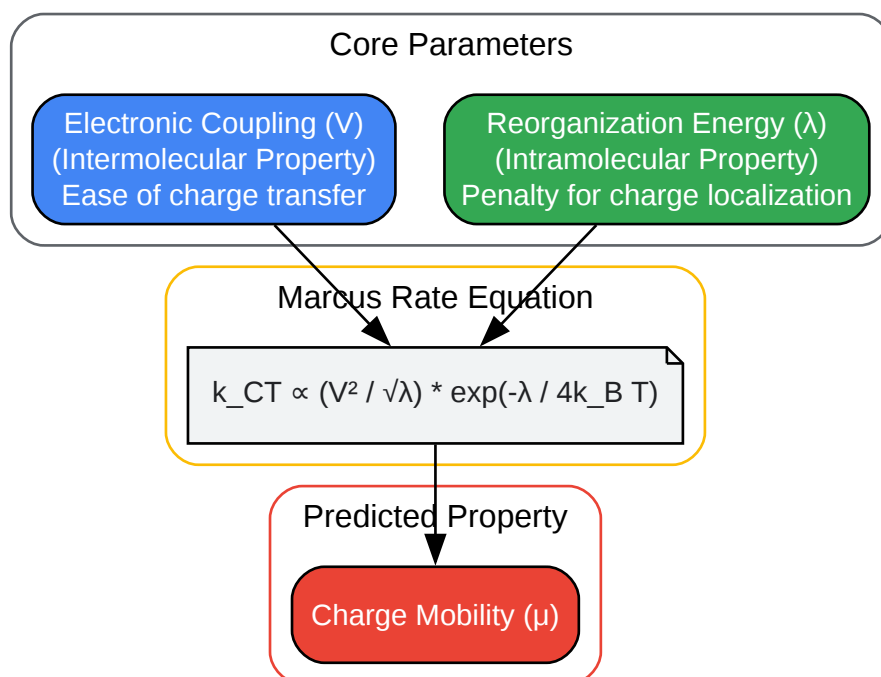 Core Parameters
Electronic Coupling (V)
(Intermolecular Property)
Ease of charge transfer
Reorganization Energy (λ)
(Intramolecular Property)
Penalty for charge localization
Marcus Rate Equation
k_CT ∝ (V² / √λ) * exp(-λ / 4k_B T)
Predicted Property
Charge Mobility (μ)